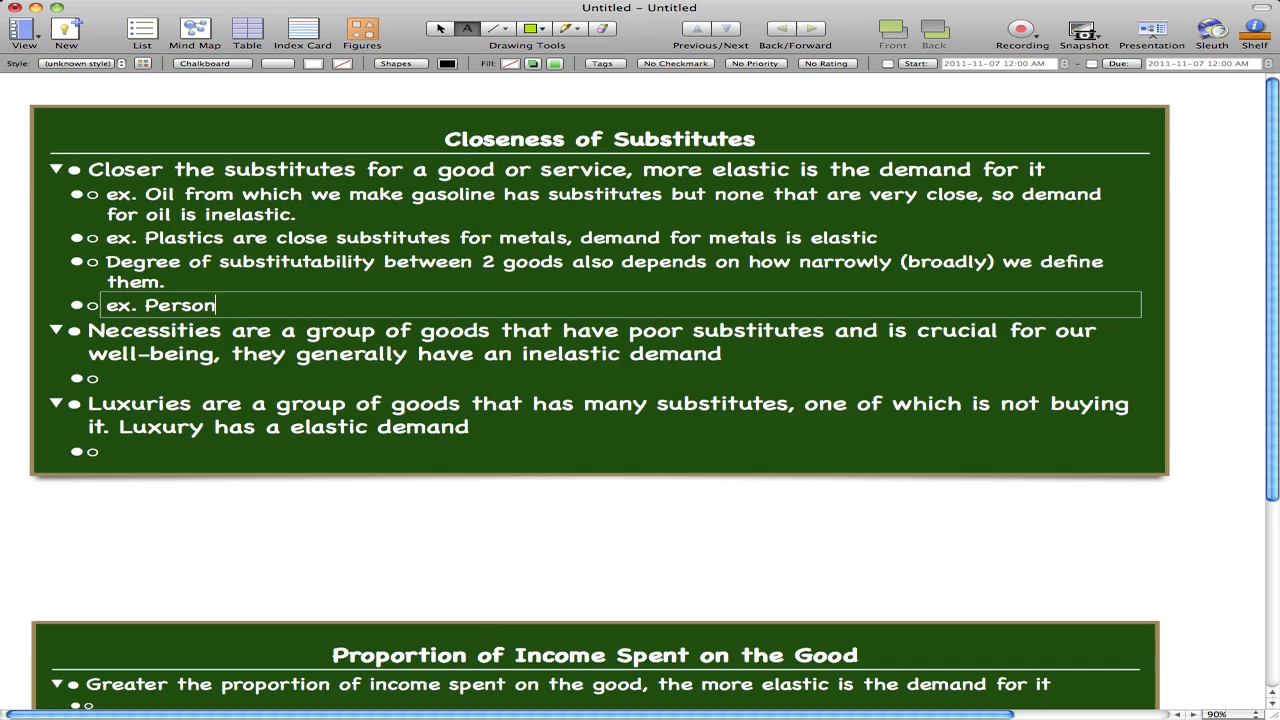 Untitled – Untitled
View New List Mind Map Table Index Card Figures Drawing Tools Previous/Next Back/Forward Front Back Recording Snapshot Presentation Sleuth Shelf
Style: (unknown style) Chalkboard Shapes Fill: Tags No Checkmark No Priority No Rating Start: 2011-11-07 12:00 AM – Due: 2011-11-07 12:00 AM
Closeness of Substitutes
Closer the substitutes for a good or service, more elastic is the demand for it
ex. Oil from which we make gasoline has substitutes but none that are very close, so demand
for oil is inelastic.
ex. Plastics are close substitutes for metals, demand for metals is elastic
Degree of substitutability between 2 goods also depends on how narrowly (broadly) we define
them.
ex. Person
Necessities are a group of goods that have poor substitutes and is crucial for our
well-being, they generally have an inelastic demand
Luxuries are a group of goods that has many substitutes, one of which is not buying
it. Luxury has a elastic demand
Proportion of Income Spent on the Good
Greater the proportion of income spent on the good, the more elastic is the demand for it
90%